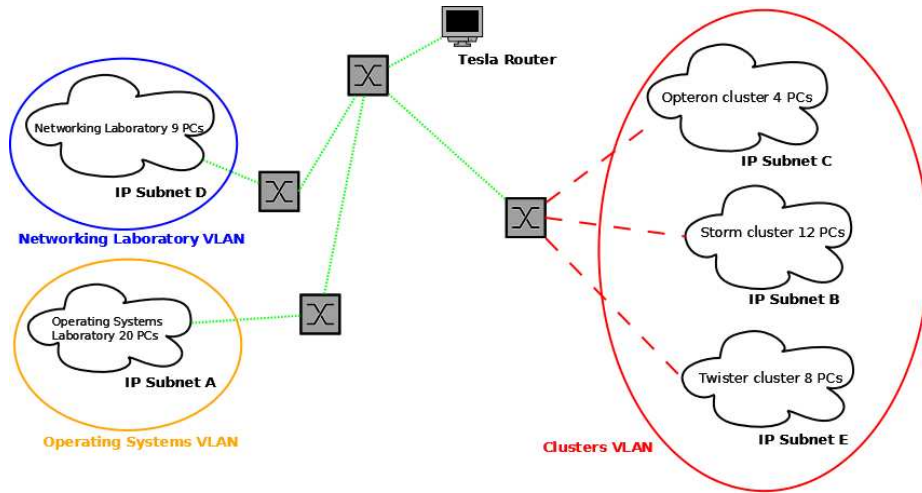 Tesla Router
Networking Laboratory 9 PCs
IP Subnet D
Networking Laboratory VLAN
Operating Systems
Laboratory 20 PCs
IP Subnet A
Operating Systems VLAN
Opteron cluster 4 PCs
IP Subnet C
Storm cluster 12 PCs
IP Subnet B
Twister cluster 8 PCs
IP Subnet E
Clusters VLAN